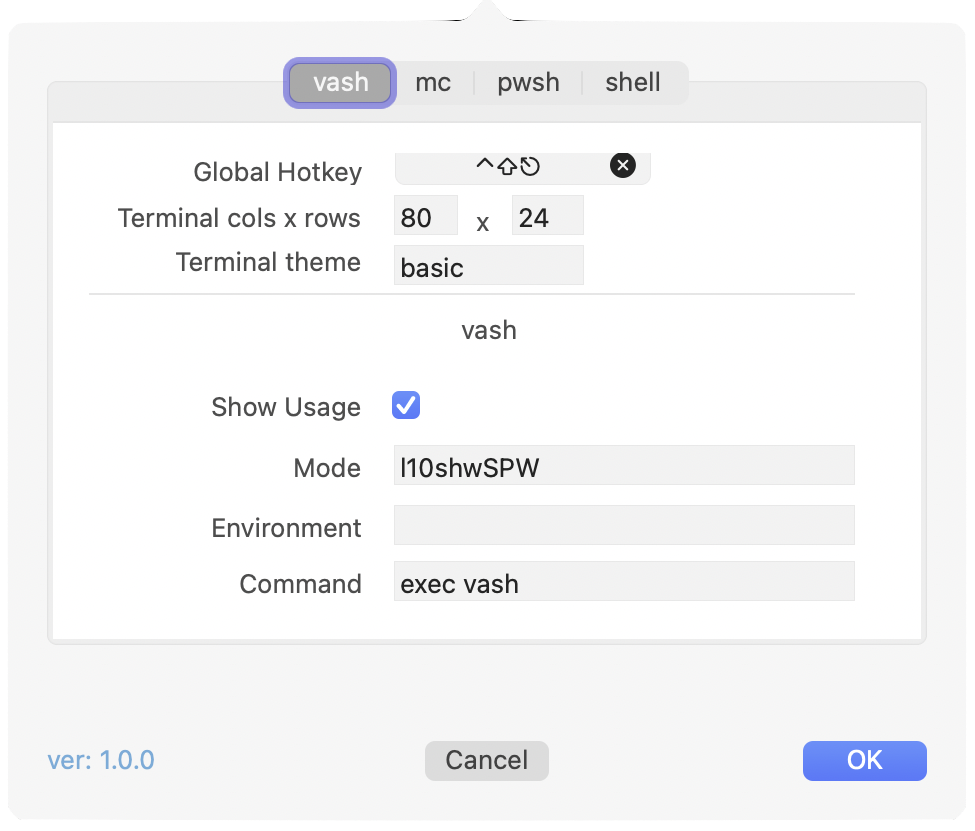 vash mc pwsh shell
Global Hotkey ^⇧⎋
Terminal cols x rows 80 x 24
Terminal theme basic
vash
Show Usage
Mode l10shwSPW
Environment
Command exec vash
ver: 1.0.0 Cancel OK